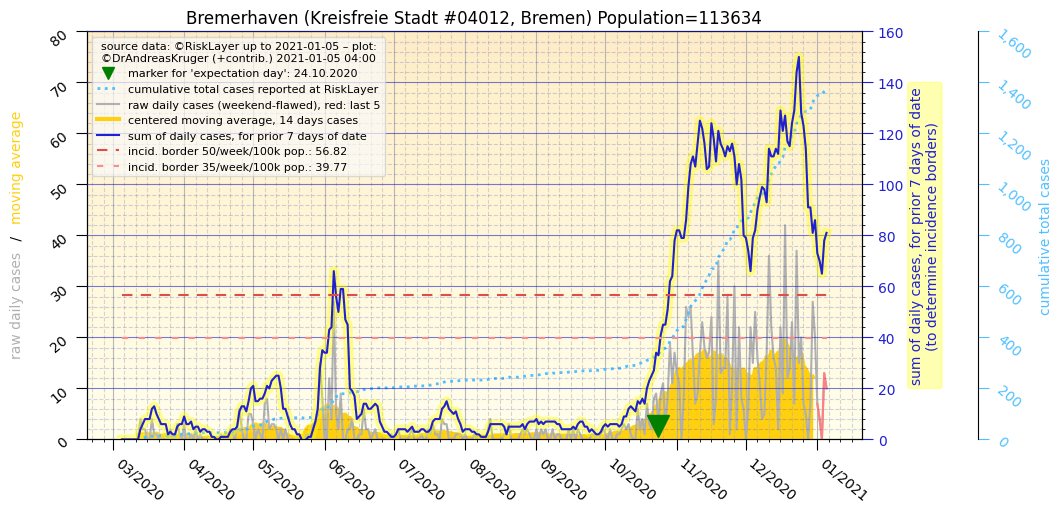 Bremerhaven (Kreisfreie Stadt #04012, Bremen) Population=113634
source data: ©RiskLayer up to 2021-01-05 – plot:
©DrAndreasKruger (+contrib.) 2021-01-05 04:00
marker for 'expectation day': 24.10.2020
cumulative total cases reported at RiskLayer
raw daily cases (weekend-flawed), red: last 5
centered moving average, 14 days cases
sum of daily cases, for prior 7 days of date
incid. border 50/week/100k pop.: 56.82
incid. border 35/week/100k pop.: 39.77
raw daily cases / moving average
80
70
60
50
40
30
20
10
0
160
140
120
100
80
60
40
20
0
sum of daily cases, for prior 7 days of date
(to determine incidence borders)
1,600
1,400
1,200
1,000
800
600
400
200
0
cumulative total cases
03/2020
04/2020
05/2020
06/2020
07/2020
08/2020
09/2020
10/2020
11/2020
12/2020
01/2021